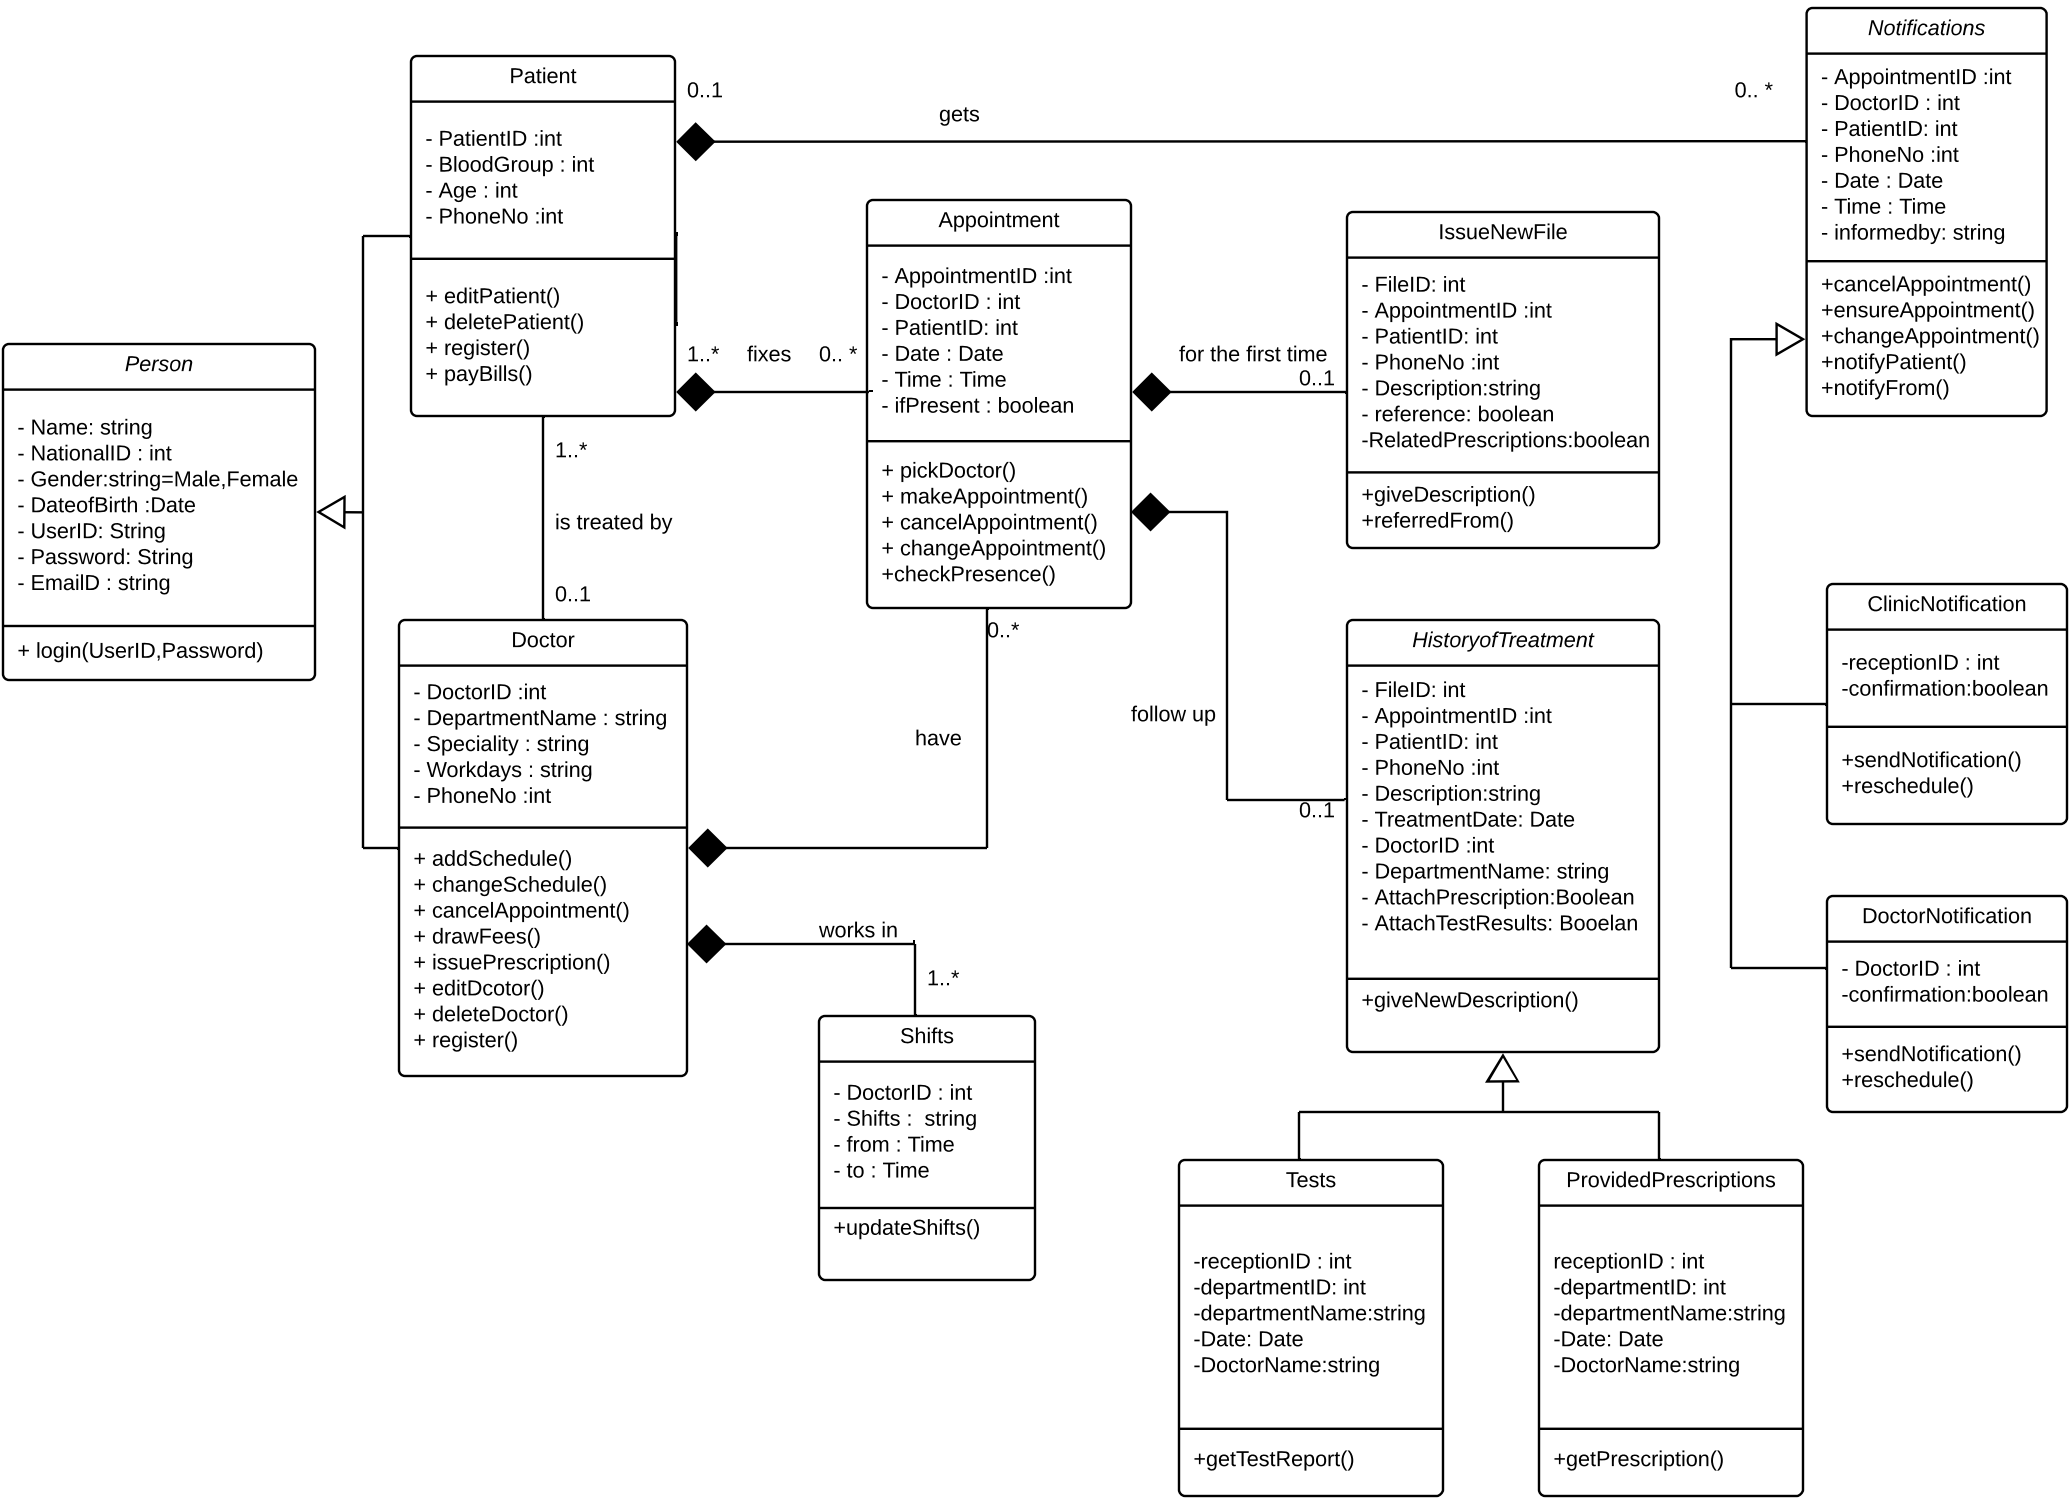 Patient
- PatientID :int
- BloodGroup : int
- Age : int
- PhoneNo :int
+ editPatient()
+ deletePatient()
+ register()
+ payBills()
0..1
gets
0.. *
Notifications
- AppointmentID :int
- DoctorID : int
- PatientID: int
- PhoneNo :int
- Date : Date
- Time : Time
- informedby: string
+cancelAppointment()
+ensureAppointment()
+changeAppointment()
+notifyPatient()
+notifyFrom()
Appointment
- AppointmentID :int
- DoctorID : int
- PatientID: int
- Date : Date
- Time : Time
- ifPresent : boolean
+ pickDoctor()
+ makeAppointment()
+ cancelAppointment()
+ changeAppointment()
+checkPresence()
IssueNewFile
- FileID: int
- AppointmentID :int
- PatientID: int
- PhoneNo :int
- Description:string
- reference: boolean
-RelatedPrescriptions:boolean
+giveDescription()
+referredFrom()
1..*
fixes
0.. *
for the first time
0..1
Person
- Name: string
- NationalID : int
- Gender:string=Male,Female
- DateofBirth :Date
- UserID: String
- Password: String
- EmailD : string
+ login(UserID,Password)
1..*
is treated by
0..1
Doctor
- DoctorID :int
- DepartmentName : string
- Speciality : string
- Workdays : string
- PhoneNo :int
+ addSchedule()
+ changeSchedule()
+ cancelAppointment()
+ drawFees()
+ issuePrescription()
+ editDcotor()
+ deleteDoctor()
+ register()
0..*
have
follow up
0..1
HistoryofTreatment
- FileID: int
- AppointmentID :int
- PatientID: int
- PhoneNo :int
- Description:string
- TreatmentDate: Date
- DoctorID :int
- DepartmentName: string
- AttachPrescription:Boolean
- AttachTestResults: Booelan
+giveNewDescription()
ClinicNotification
-receptionID : int
-confirmation:boolean
+sendNotification()
+reschedule()
DoctorNotification
- DoctorID : int
-confirmation:boolean
+sendNotification()
+reschedule()
works in
1..*
Shifts
- DoctorID : int
- Shifts :  string
- from : Time
- to : Time
+updateShifts()
Tests
-receptionID : int
-departmentID: int
-departmentName:string
-Date: Date
-DoctorName:string
+getTestReport()
ProvidedPrescriptions
receptionID : int
-departmentID: int
-departmentName:string
-Date: Date
-DoctorName:string
+getPrescription()